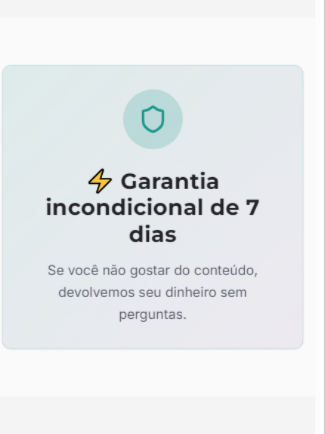 ⚡ Garantia
incondicional de 7
dias
Se você não gostar do conteúdo,
devolvemos seu dinheiro sem
perguntas.